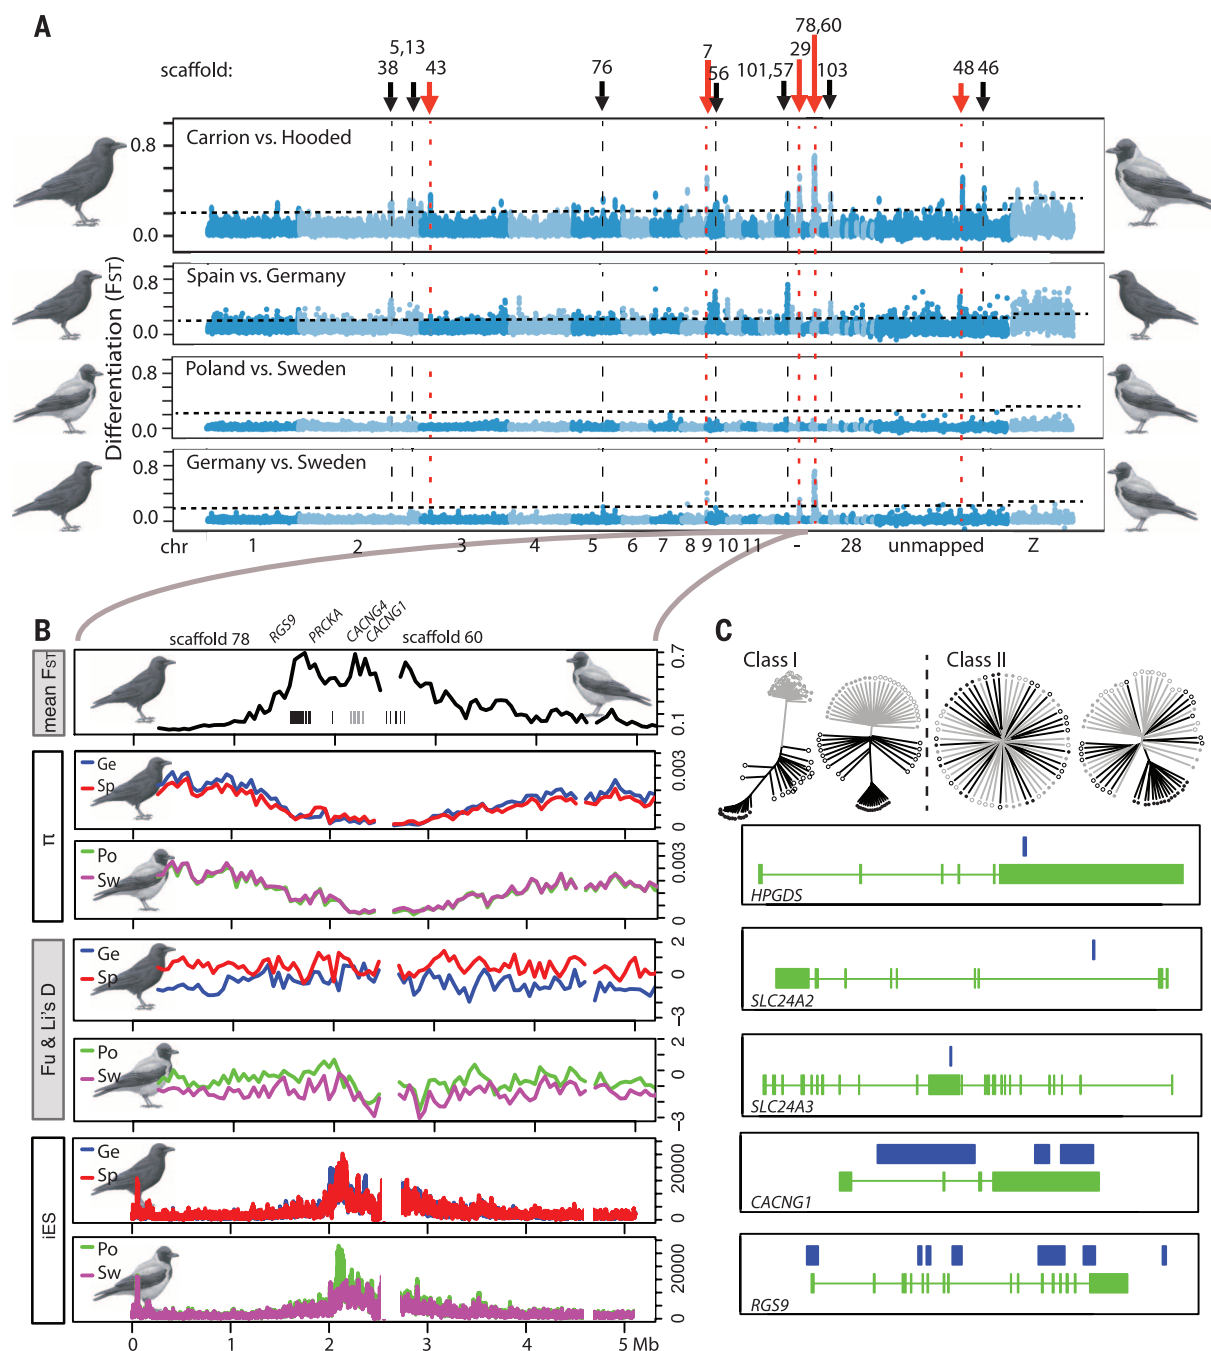 A
scaffold:
38
5,13
43
76
7
56
101,57
29
78,60
103
48
46
Differentiation (FST)
Carrion vs. Hooded
0.8
0.0
Spain vs. Germany
0.8
0.0
Poland vs. Sweden
0.8
0.0
Germany vs. Sweden
0.8
0.0
chr 1 2 3 4 5 6 7 8 9 10 11 - 28 unmapped Z
B
scaffold 78
RGS9
PRCKA
CACNG4
CACNG1
scaffold 60
mean FST
0.7
0.1
π
Ge
Sp
0.003
0
Po
Sw
0.003
0
Fu & Li's D
Ge
Sp
2
0
−3
Po
Sw
2
0
−3
iES
Ge
Sp
20000
0
Po
Sw
20000
0
0 1 2 3 4 5 Mb
C
Class I
Class II
HPGDS
SLC24A2
SLC24A3
CACNG1
RGS9